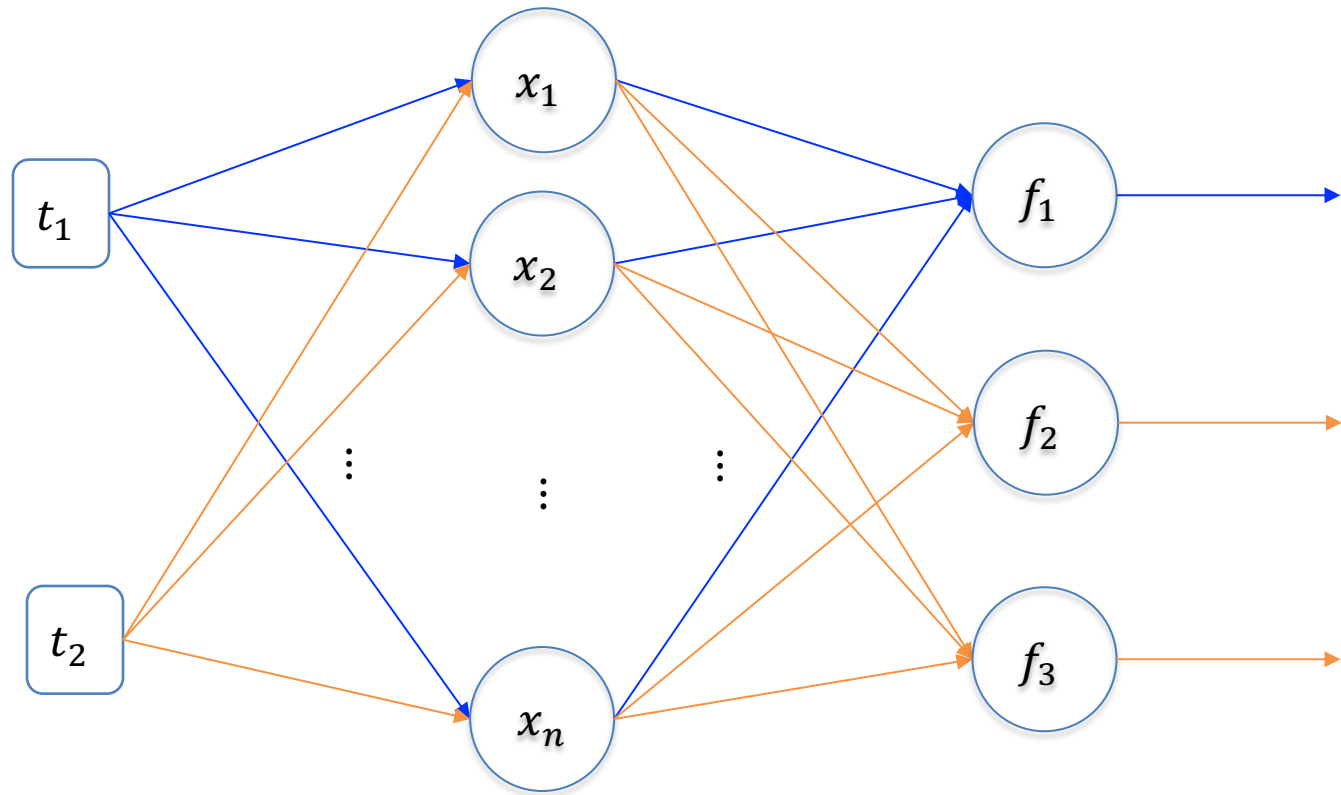 t₁
t₂
x₁
x₂
⋮
⋮
⋮
xₙ
f₁
f₂
f₃